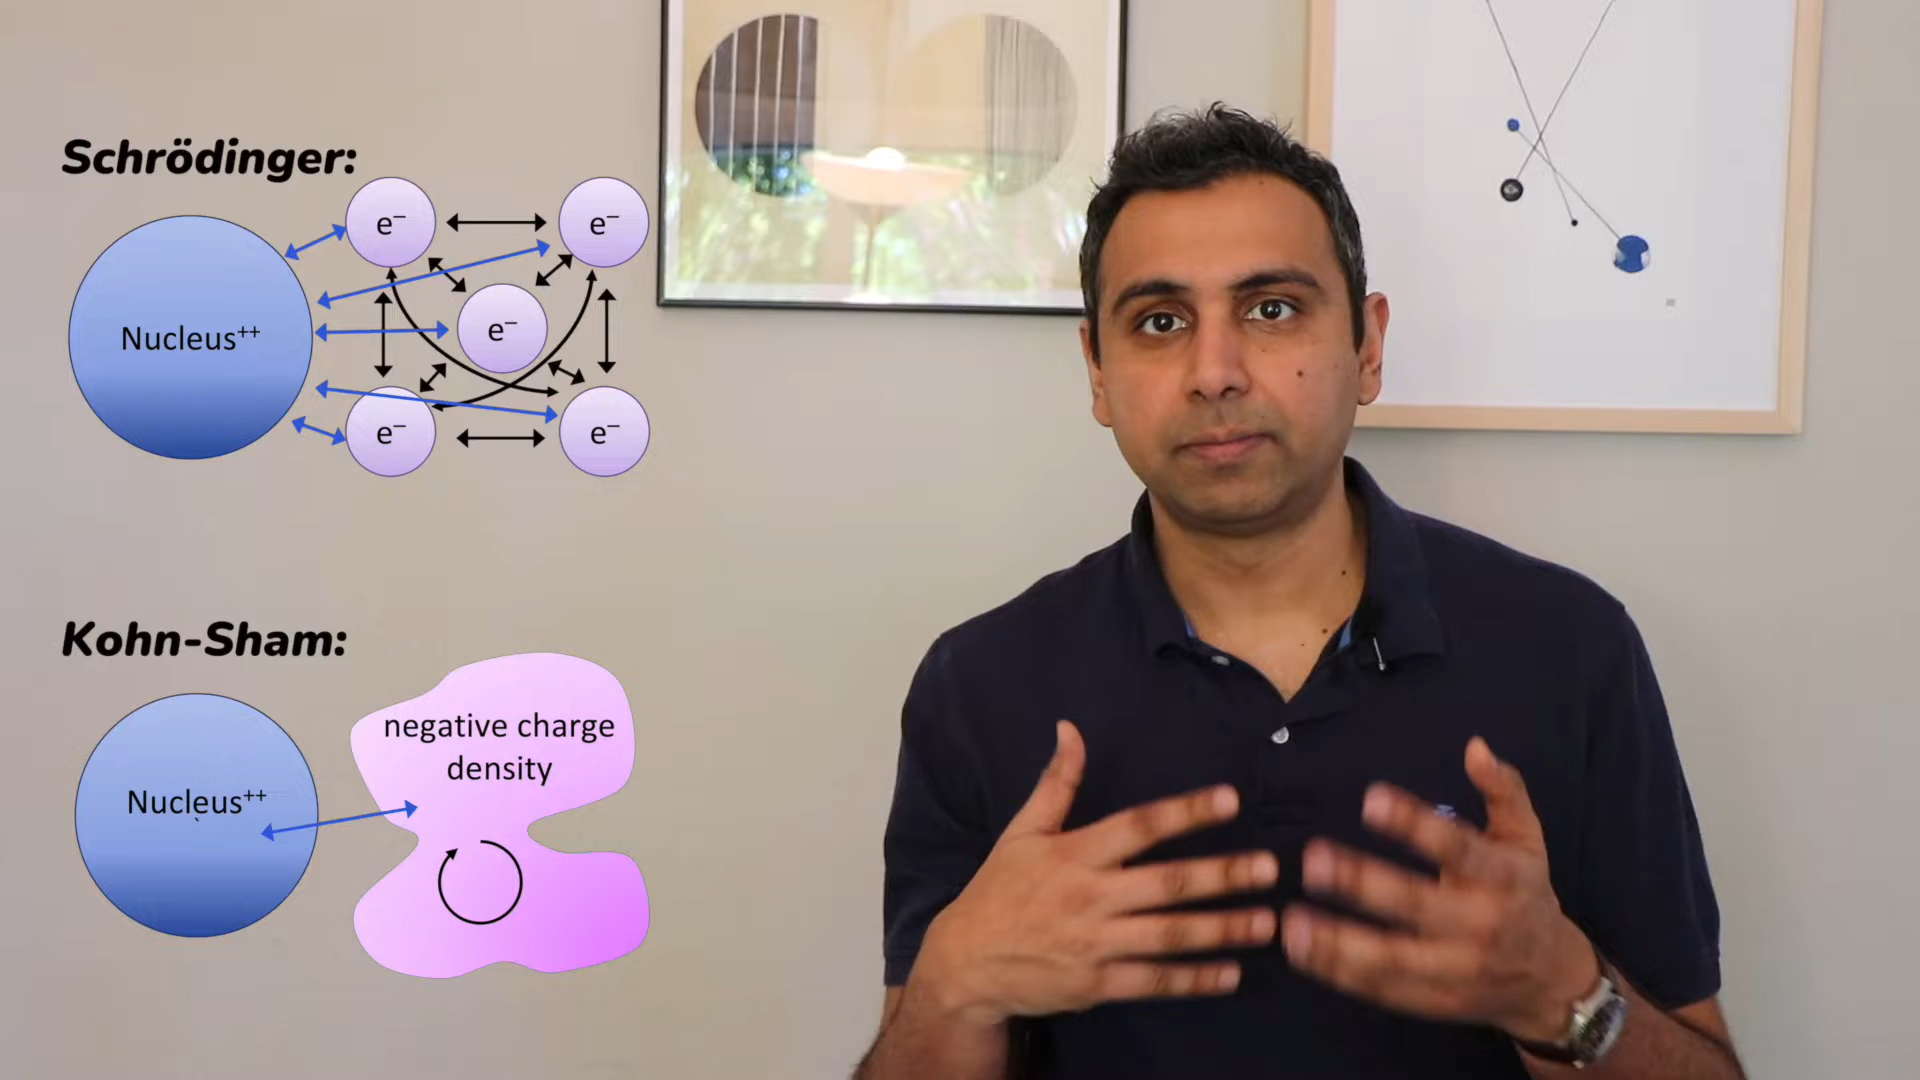 Schrödinger:
e⁻
e⁻
Nucleus⁺⁺
e⁻
e⁻
e⁻
Kohn-Sham:
negative charge
density
Nucleus⁺⁺